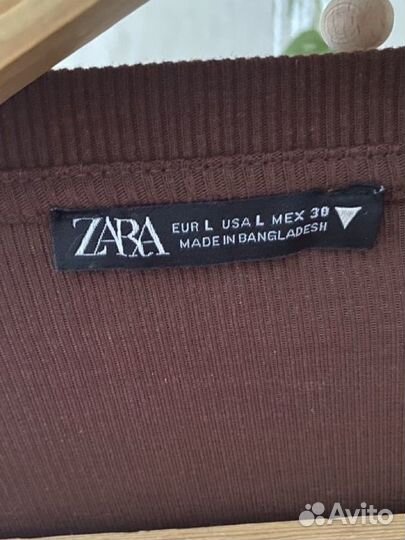 ZARA
EUR L USA L MEX 30
MADE IN BANGLADESH
Avito